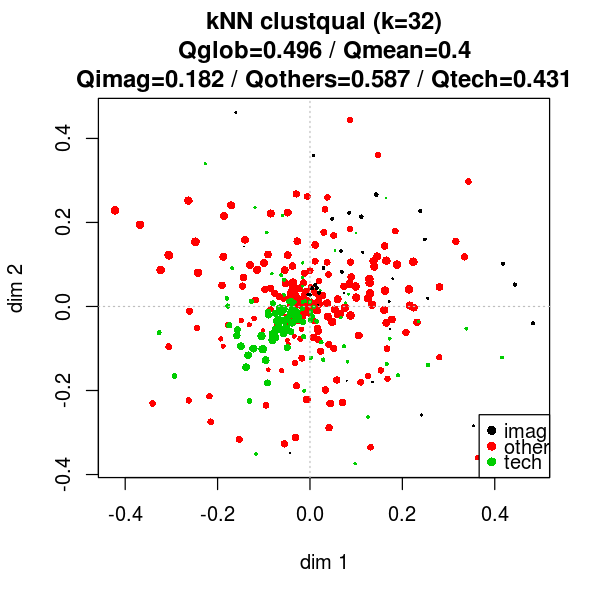 kNN clustqual (k=32)
Qglob=0.496 / Qmean=0.4
Qimag=0.182 / Qothers=0.587 / Qtech=0.431
0.4
0.2
0.0
-0.2
-0.4
dim 2
imag
other
tech
-0.4
-0.2
0.0
0.2
0.4
dim 1